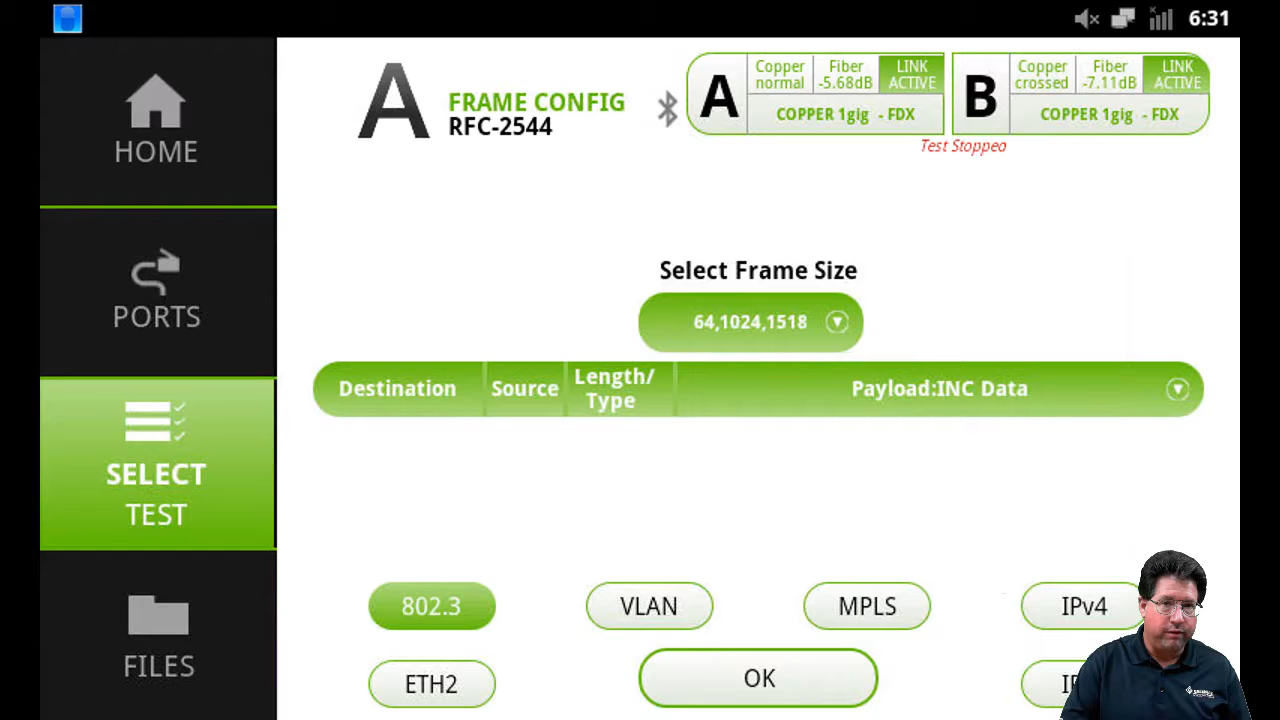 6:31
HOME
PORTS
SELECT
TEST
FILES
A
FRAME CONFIG
RFC-2544
A
Copper
normal
Fiber
-5.68dB
LINK
ACTIVE
COPPER 1gig - FDX
B
Copper
crossed
Fiber
-7.11dB
LINK
ACTIVE
COPPER 1gig - FDX
Test Stopped
Select Frame Size
64,1024,1518
Destination
Source
Length/
Type
Payload:INC Data
802.3
VLAN
MPLS
IPv4
ETH2
OK